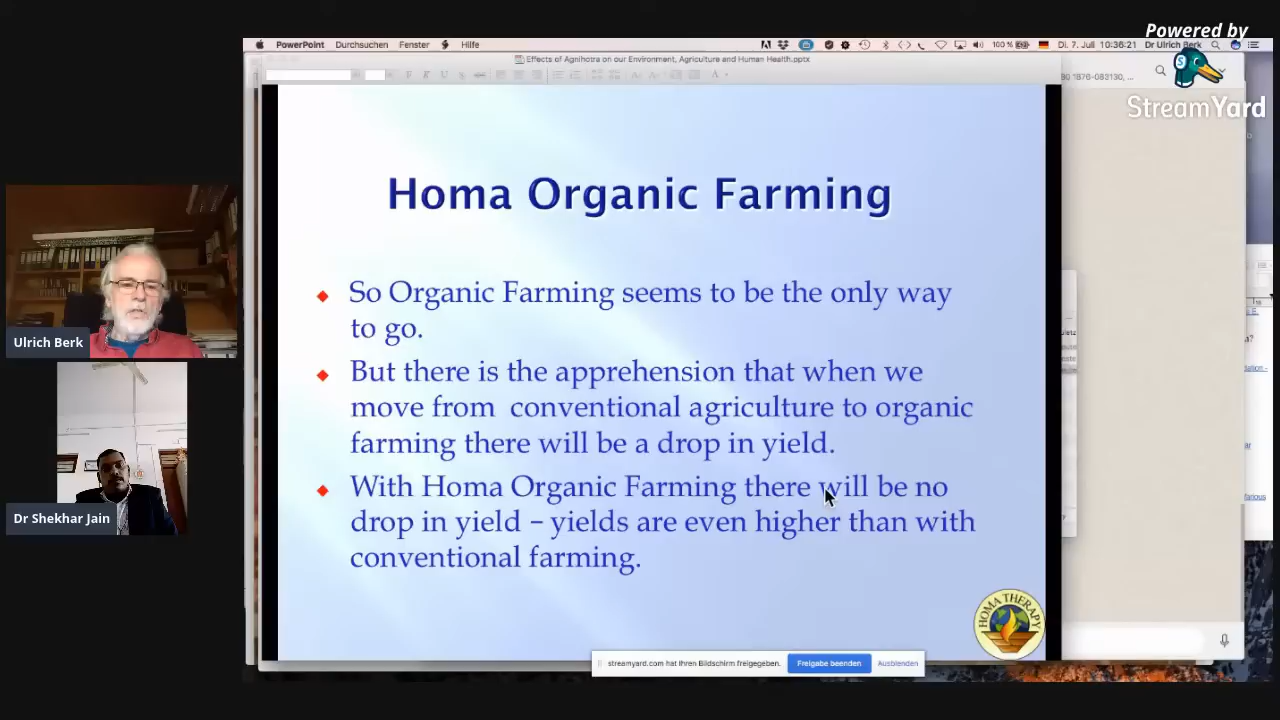 Powered by
StreamYard
PowerPoint Durchsuchen Fenster Hilfe
100 % Di. 7. Juli 10:36:21 Dr Ulrich Berk
Effects of Agnihotra on our Environment, Agriculture and Human Health.pptx
Homa Organic Farming
So Organic Farming seems to be the only way
to go.
But there is the apprehension that when we
move from conventional agriculture to organic
farming there will be a drop in yield.
With Homa Organic Farming there will be no
drop in yield – yields are even higher than with
conventional farming.
HOMA THERAPY
Ulrich Berk
Dr Shekhar Jain
streamyard.com hat Ihren Bildschirm freigegeben. Freigabe beenden Ausblenden